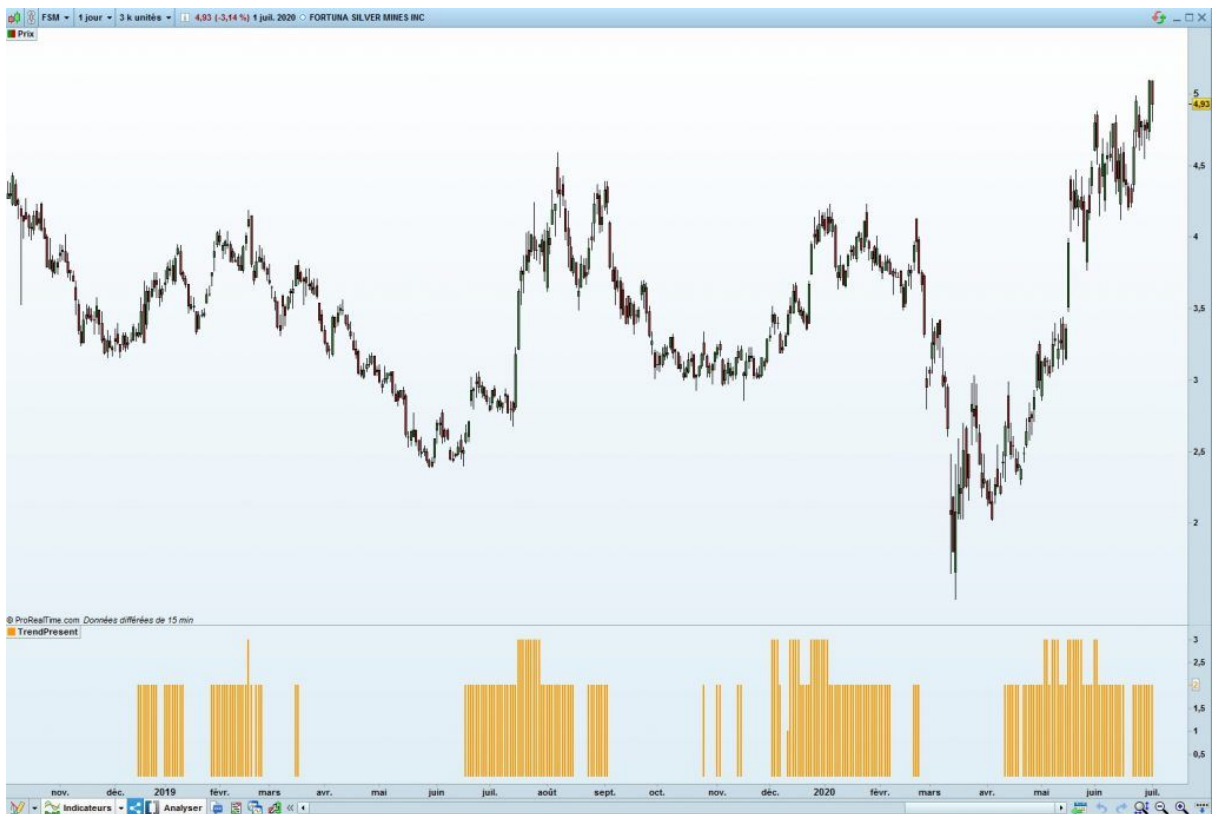 FSM 1 jour 3 k unités 4,93 (-3,14 %) 1 juil. 2020 FORTUNA SILVER MINES INC
Prix
5
4,93
4,5
4
3,5
3
2,5
2
© ProRealTime.com Données différées de 15 min
TrendPresent
3
2,5
2
1,5
1
0,5
nov. déc. 2019 févr. mars avr. mai juin juil. août sept. oct. nov. déc. 2020 févr. mars avr. mai juin juil.
Indicateurs Analyser